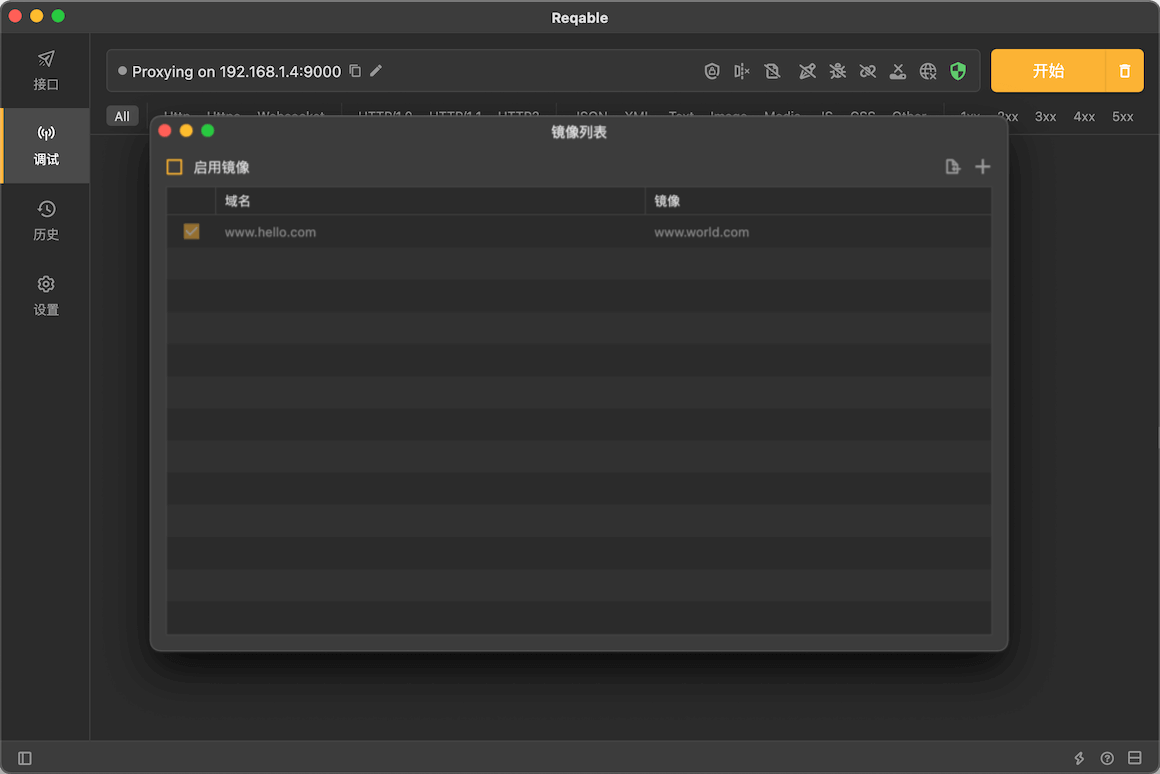 Reqable
接口
Proxying on 192.168.1.4:9000
开始
All Http Https Websocket HTTP/1.0 HTTP/1.1 HTTP2 JSON XML Text Image Media JS CSS Other 1xx 2xx 3xx 4xx 5xx
调试
历史
设置
镜像列表
启用镜像
域名 镜像
www.hello.com www.world.com